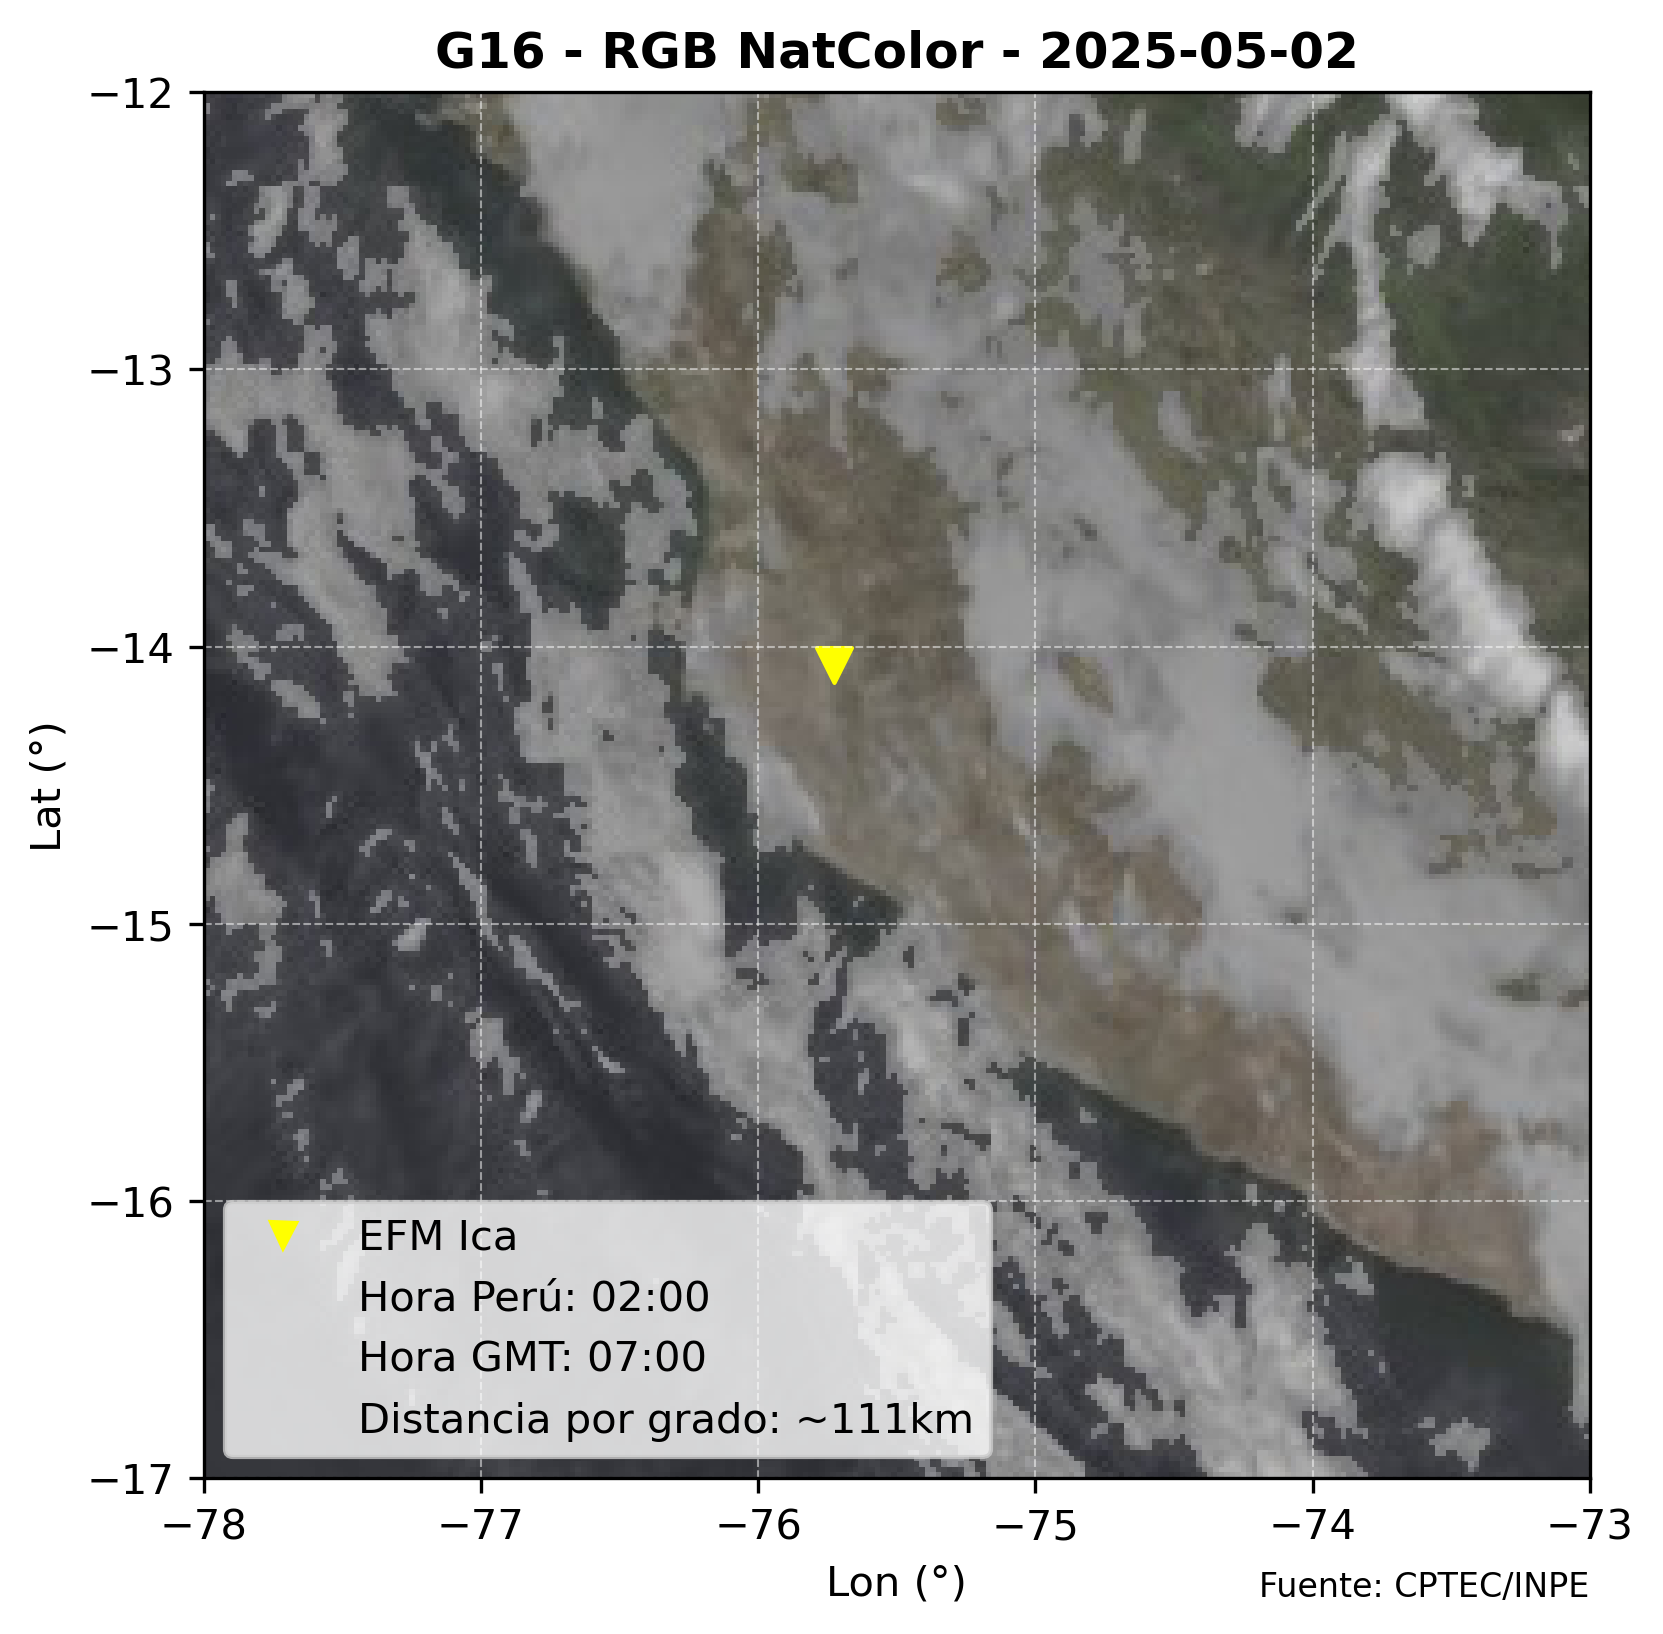 G16 - RGB NatColor - 2025-05-02
−12
−13
−14
−15
−16
−17
Lat (°)
EFM Ica
Hora Perú: 02:00
Hora GMT: 07:00
Distancia por grado: ~111km
−78
−77
−76
−75
−74
−73
Lon (°)
Fuente: CPTEC/INPE